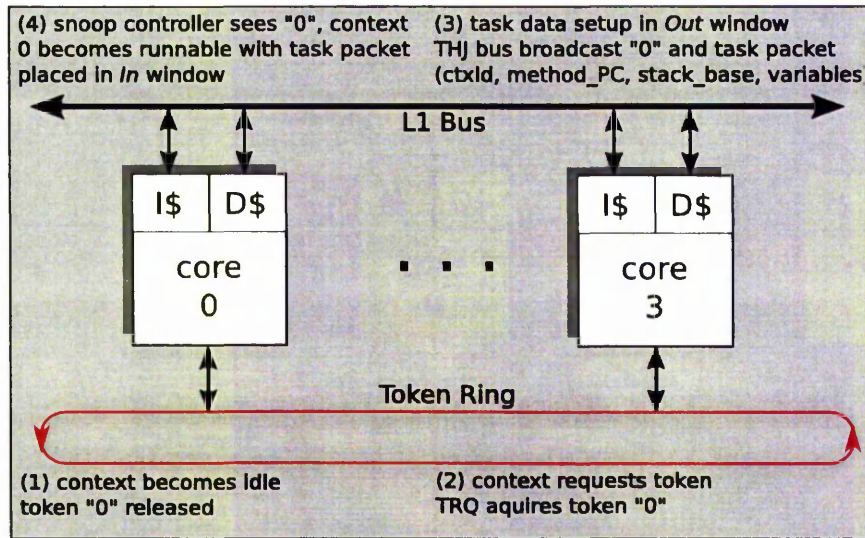 (4) snoop controller sees "0", context
0 becomes runnable with task packet
placed in In window
(3) task data setup in Out window
THJ bus broadcast "0" and task packet
(ctxId, method_PC, stack_base, variables)
L1 Bus
I$ D$
core
0
. . .
I$ D$
core
3
Token Ring
(1) context becomes idle
token "0" released
(2) context requests token
TRQ aquires token "0"